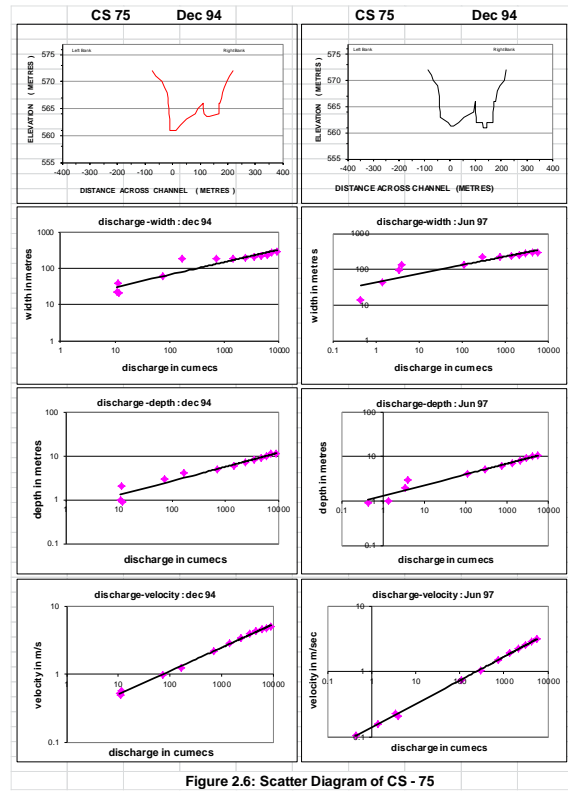 CS 75 Dec 94 CS 75 Dec 94
Left Bank Right Bank
575
570
565
560
555
-400 -300 -200 -100 0 100 200 300 400
ELEVATION ( METRES )
DISTANCE ACROSS CHANNEL ( METRES)
Left Bank Right Bank
575
570
565
560
555
-400 -300 -200 -100 0 100 200 300 400
ELEVATION ( METRES)
DISTANCE ACROSS CHANNEL (METRES)
discharge-width : dec 94
1000
100
10
1
1 10 100 1000 10000
width in metres
discharge in cumecs
discharge-width : Jun 97
1000
100
10
1
0.1 1 10 100 1000 10000
width in metres
discharge in cumecs
discharge-depth : dec 94
100
10
1
0.1
1 10 100 1000 10000
depth in metres
discharge in cumecs
discharge-depth : Jun 97
100
10
1
0.1
0.1 1 10 100 1000 10000
depth in metres
discharge in cumecs
discharge-velocity : dec 94
10
1
0.1
1 10 100 1000 10000
velocity in m/s
discharge in cumecs
discharge-velocity : Jun 97
10
1
0.1
0.1 1 10 100 1000 10000
velocity in m/sec
discharge in cumecs
Figure 2.6: Scatter Diagram of CS - 75